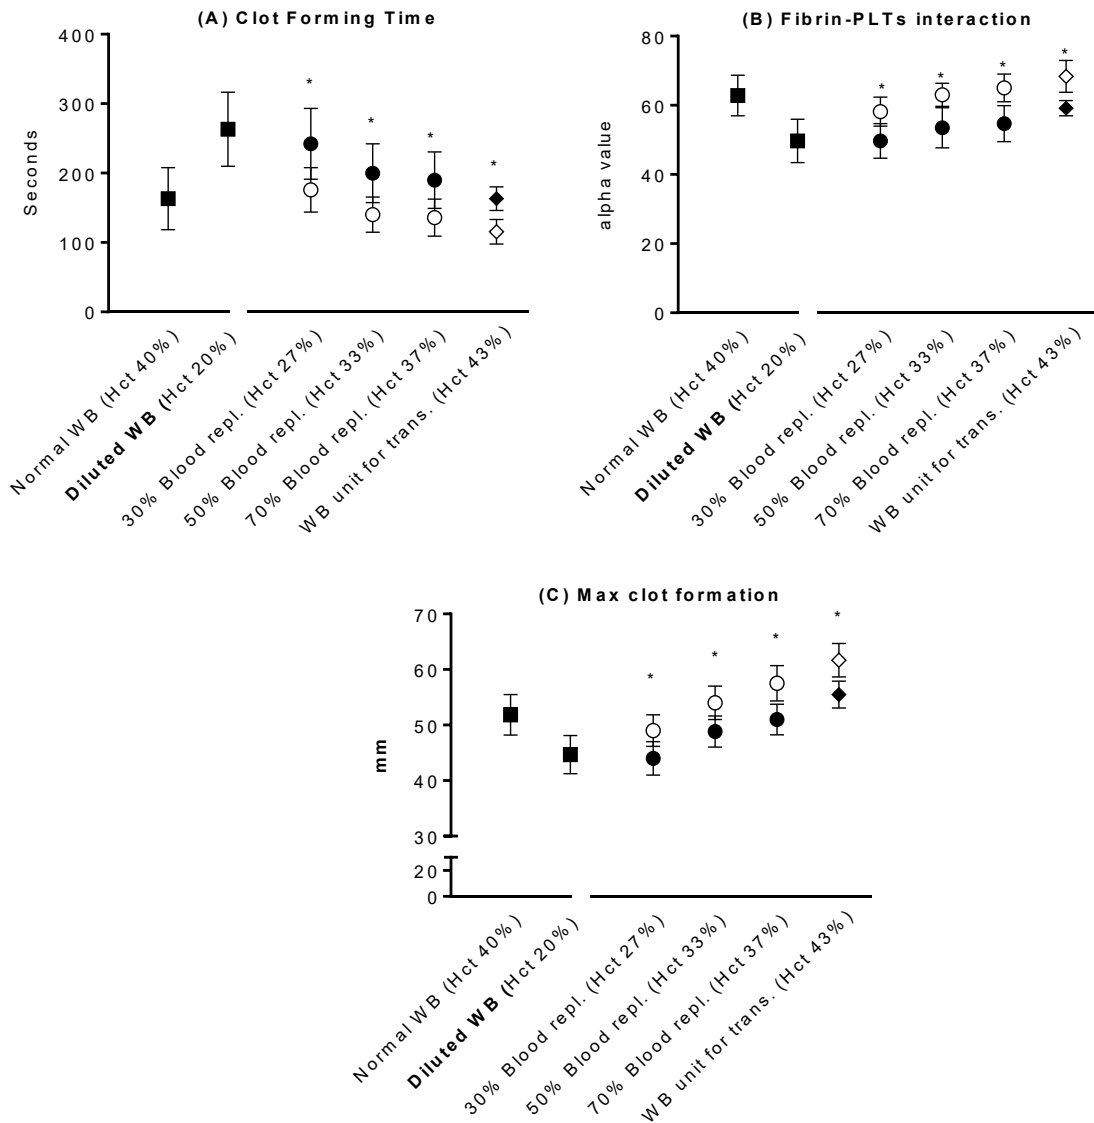 (A) Clot Forming Time
400
300
200
100
0
Seconds
*
*
*
*
Normal WB (Hct 40%)
Diluted WB (Hct 20%)
30% Blood repl. (Hct 27%)
50% Blood repl. (Hct 33%)
70% Blood repl. (Hct 37%)
WB unit for trans. (Hct 43%)
(B) Fibrin-PLTs interaction
80
60
40
20
0
alpha value
*
*
*
*
Normal WB (Hct 40%)
Diluted WB (Hct 20%)
30% Blood repl. (Hct 27%)
50% Blood repl. (Hct 33%)
70% Blood repl. (Hct 37%)
WB unit for trans. (Hct 43%)
(C) Max clot formation
70
60
50
40
30
20
0
mm
*
*
*
*
Normal WB (Hct 40%)
Diluted WB (Hct 20%)
30% Blood repl. (Hct 27%)
50% Blood repl. (Hct 33%)
70% Blood repl. (Hct 37%)
WB unit for trans. (Hct 43%)